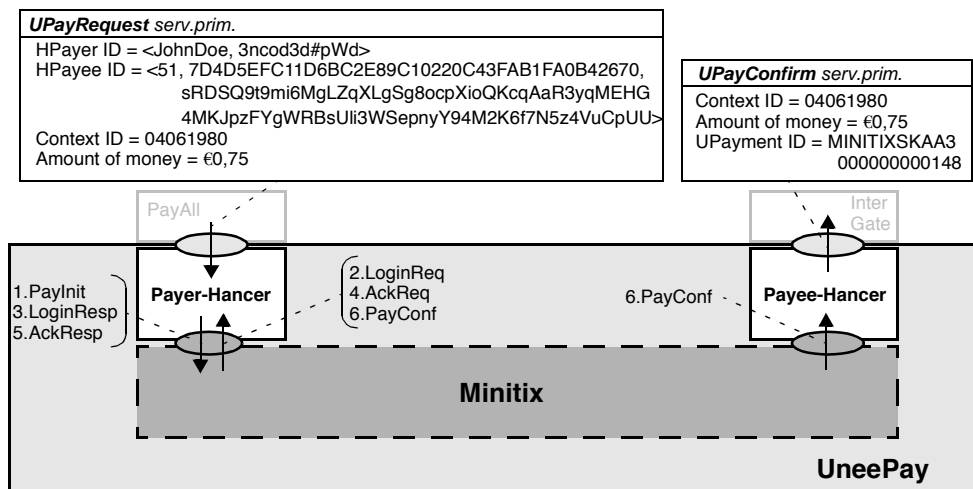 UPayRequest serv.prim.
HPayer ID = <JohnDoe, 3ncod3d#pWd>
HPayee ID = <51, 7D4D5EFC11D6BC2E89C10220C43FAB1FA0B42670,
sRDSQ9t9mi6MgLZqXLgSg8ocpXioQKcqAaR3yqMEHG
4MKJpzFYgWRBsUli3WSepnyY94M2K6f7N5z4VuCpUU>
Context ID = 04061980
Amount of money = €0,75
UPayConfirm serv.prim.
Context ID = 04061980
Amount of money = €0,75
UPayment ID = MINITIXSKAA3
000000000148
PayAll
Inter
Gate
1.PayInit
3.LoginResp
5.AckResp
Payer-Hancer
2.LoginReq
4.AckReq
6.PayConf
6.PayConf
Payee-Hancer
Minitix
UneePay